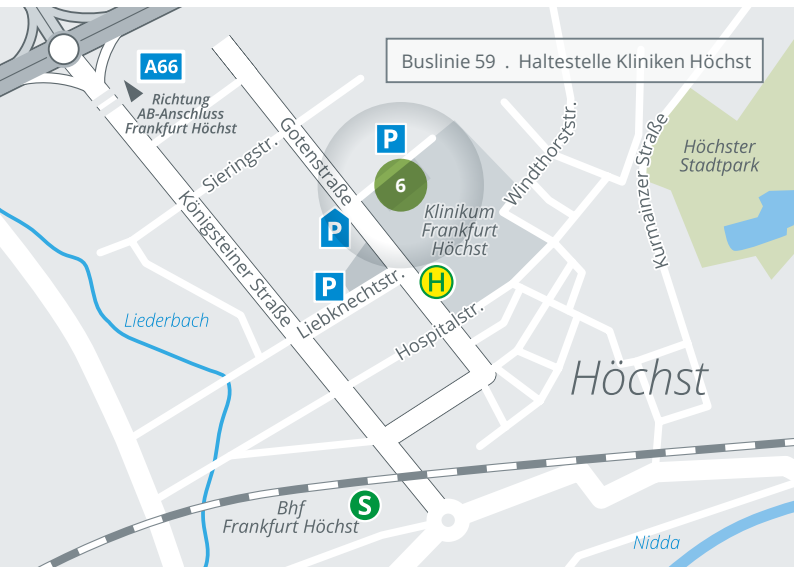 Buslinie 59 . Haltestelle Kliniken Höchst
A66
Richtung
AB-Anschluss
Frankfurt Höchst
P
Gotenstraße
Sieringstr.
6
Windthorststr.
Kurmainzer Straße
Höchster
Stadtpark
Königsteiner Straße
P
Klinikum
Frankfurt
Höchst
P
H
Liebknechtstr.
Hospitalstr.
Liederbach
Höchst
S
Bhf
Frankfurt Höchst
Nidda